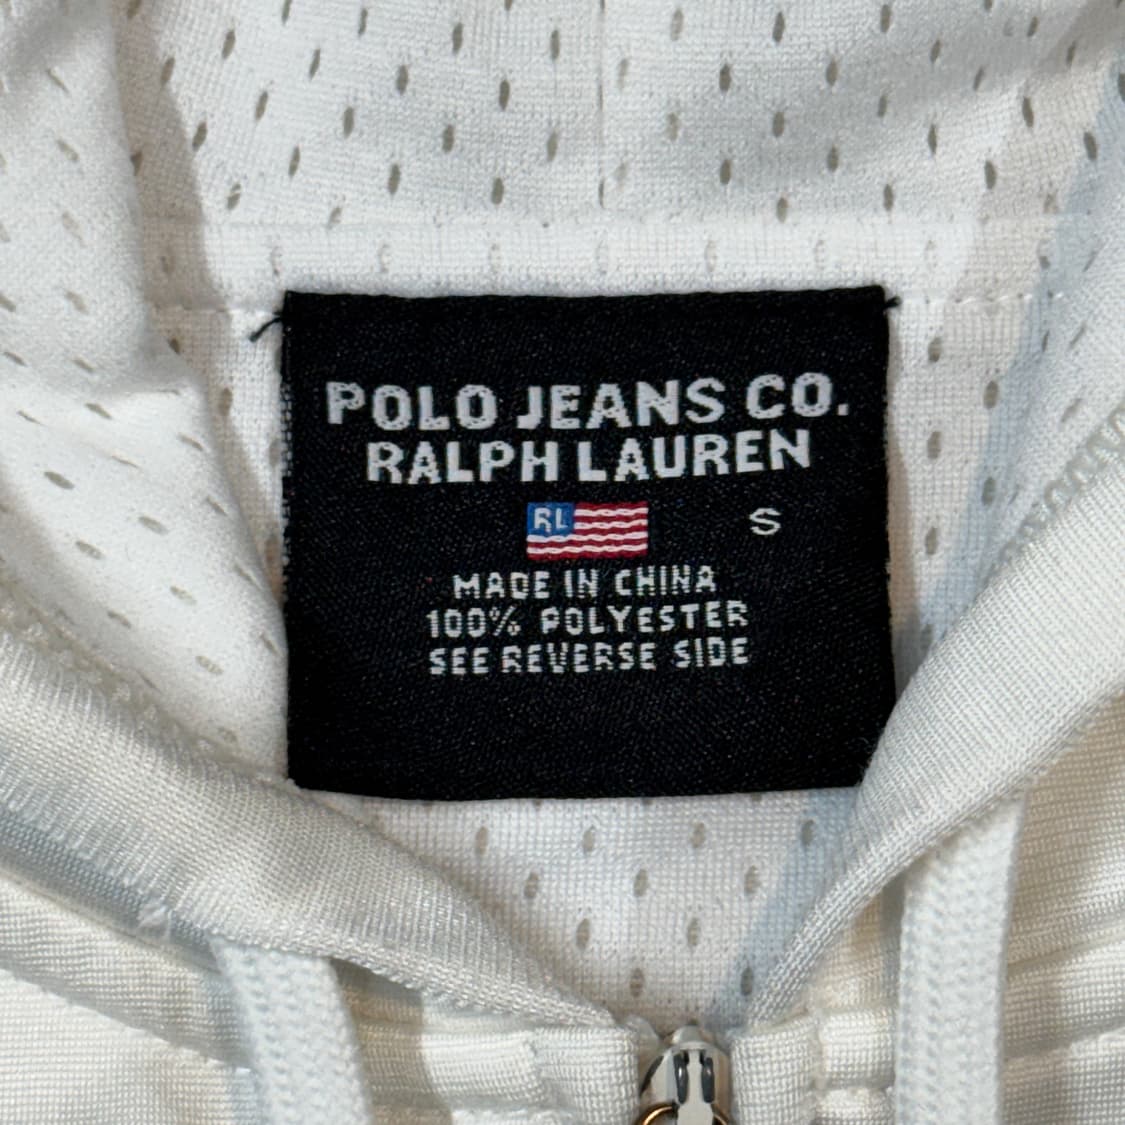 POLO JEANS CO.
RALPH LAUREN
RL
S
MADE IN CHINA
100% POLYESTER
SEE REVERSE SIDE